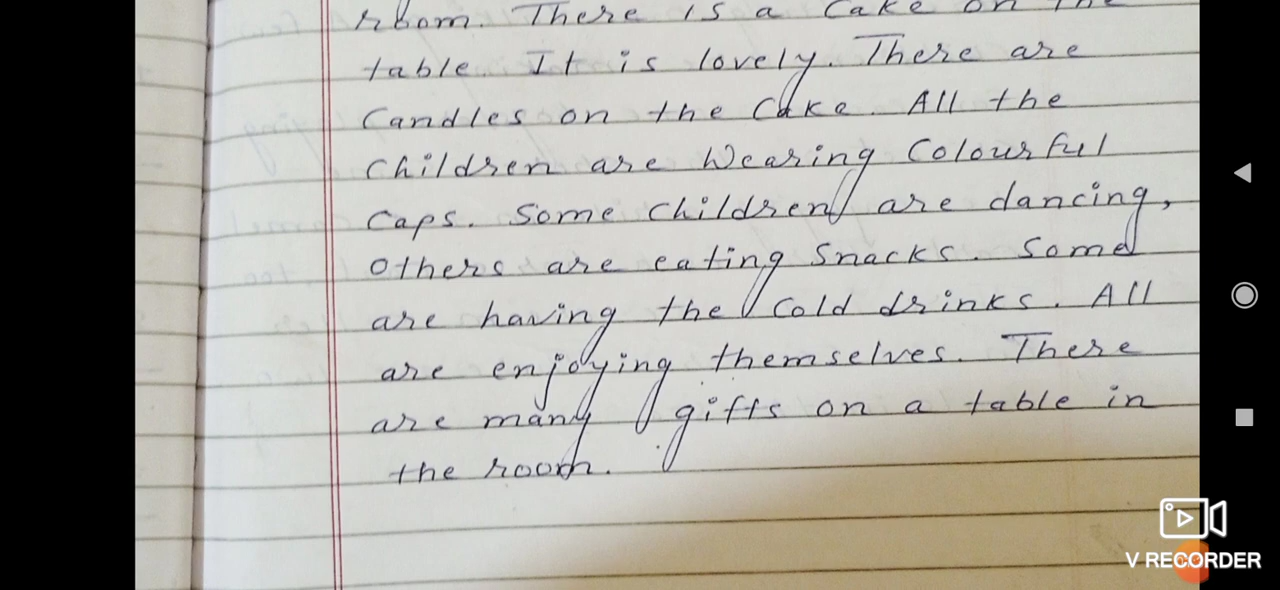 room. There is a Cake on the
table. It is lovely. There are
Candles on the Cake. All the
Children are Wearing Colourful
Caps. Some Children are dancing,
Others are eating Snacks. Some
are having the Cold drinks. All
are enjoying themselves. There
are many gifts on a table in
the room.
V RECORDER